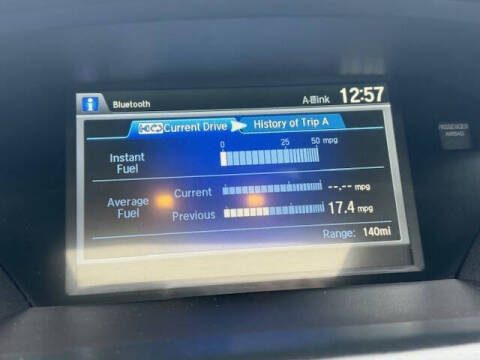 Bluetooth
12:57
Current Drive
History of Trip A
0 25 50 mpg
Instant
Fuel
Average
Fuel
Current --.-- mpg
Previous 17.4 mpg
Range: 140mi
PASSENGER
AIRBAG